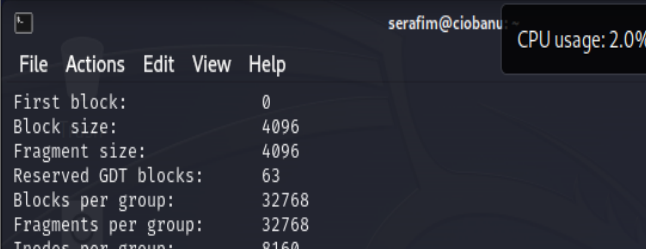 serafim@ciobanu: ~
CPU usage: 2.0%
File Actions Edit View Help
First block: 0
Block size: 4096
Fragment size: 4096
Reserved GDT blocks: 63
Blocks per group: 32768
Fragments per group: 32768
Inodes per group: 8160